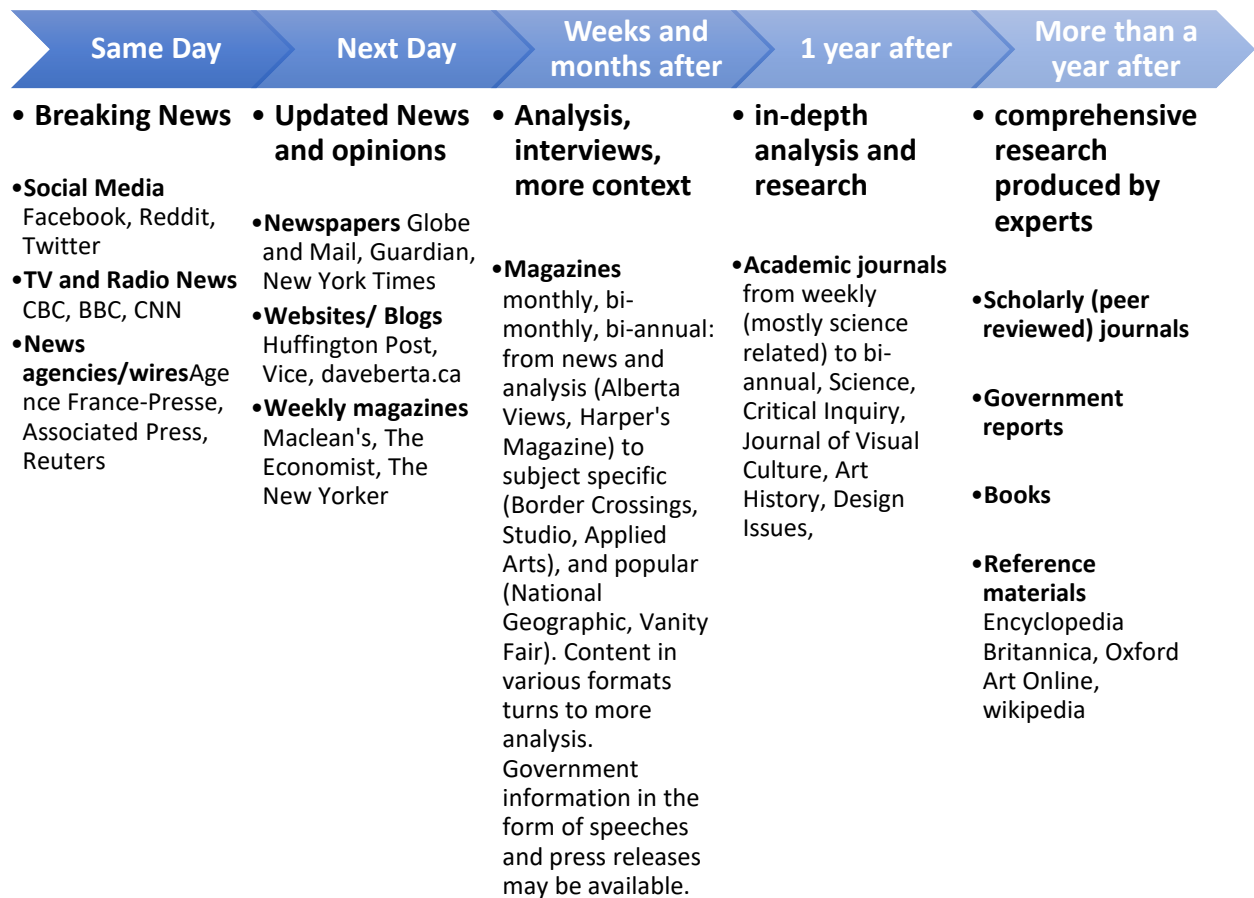 Same Day
Next Day
Weeks and
months after
1 year after
More than a
year after
• Breaking News
•Social Media
Facebook, Reddit,
Twitter
•TV and Radio News
CBC, BBC, CNN
•News
agencies/wiresAge
nce France-Presse,
Associated Press,
Reuters
• Updated News
and opinions
•Newspapers Globe
and Mail, Guardian,
New York Times
•Websites/ Blogs
Huffington Post,
Vice, daveberta.ca
•Weekly magazines
Maclean's, The
Economist, The
New Yorker
• Analysis,
interviews,
more context
•Magazines
monthly, bi-
monthly, bi-annual:
from news and
analysis (Alberta
Views, Harper's
Magazine) to
subject specific
(Border Crossings,
Studio, Applied
Arts), and popular
(National
Geographic, Vanity
Fair). Content in
various formats
turns to more
analysis.
Government
information in the
form of speeches
and press releases
may be available.
• in-depth
analysis and
research
•Academic journals
from weekly
(mostly science
related) to bi-
annual, Science,
Critical Inquiry,
Journal of Visual
Culture, Art
History, Design
Issues,
• comprehensive
research
produced by
experts
•Scholarly (peer
reviewed) journals
•Government
reports
•Books
•Reference
materials
Encyclopedia
Britannica, Oxford
Art Online,
wikipedia